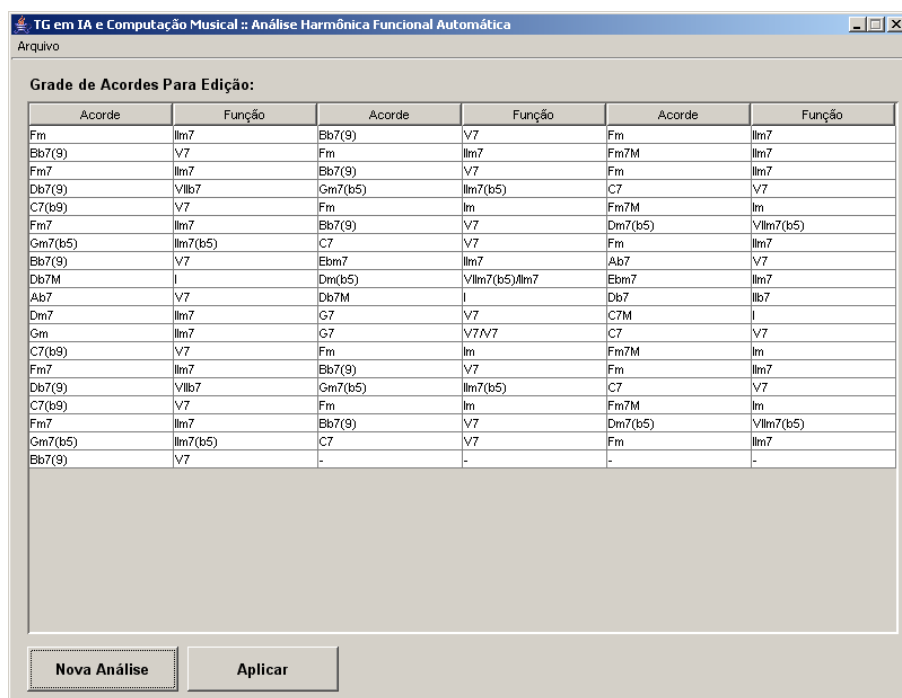 TG em IA e Computação Musical :: Análise Harmônica Funcional Automática
Arquivo
Grade de Acordes Para Edição:
Acorde Função Acorde Função Acorde Função
Fm IIm7 Bb7(9) V7 Fm IIm7
Bb7(9) V7 Fm IIm7 Fm7M IIm7
Fm7 IIm7 Bb7(9) V7 Fm IIm7
Db7(9) VIIb7 Gm7(b5) IIm7(b5) C7 V7
C7(b9) V7 Fm Im Fm7M Im
Fm7 IIm7 Bb7(9) V7 Dm7(b5) VIIm7(b5)
Gm7(b5) IIm7(b5) C7 V7 Fm IIm7
Bb7(9) V7 Ebm7 IIm7 Ab7 V7
Db7M I Dm(b5) VIIm7(b5)/IIm7 Ebm7 IIm7
Ab7 V7 Db7M I Db7 IIb7
Dm7 IIm7 G7 V7 C7M I
Gm IIm7 G7 V7/V7 C7 V7
C7(b9) V7 Fm Im Fm7M Im
Fm7 IIm7 Bb7(9) V7 Fm IIm7
Db7(9) VIIb7 Gm7(b5) IIm7(b5) C7 V7
C7(b9) V7 Fm Im Fm7M Im
Fm7 IIm7 Bb7(9) V7 Dm7(b5) VIIm7(b5)
Gm7(b5) IIm7(b5) C7 V7 Fm IIm7
Bb7(9) V7 - - - -
Nova Análise Aplicar